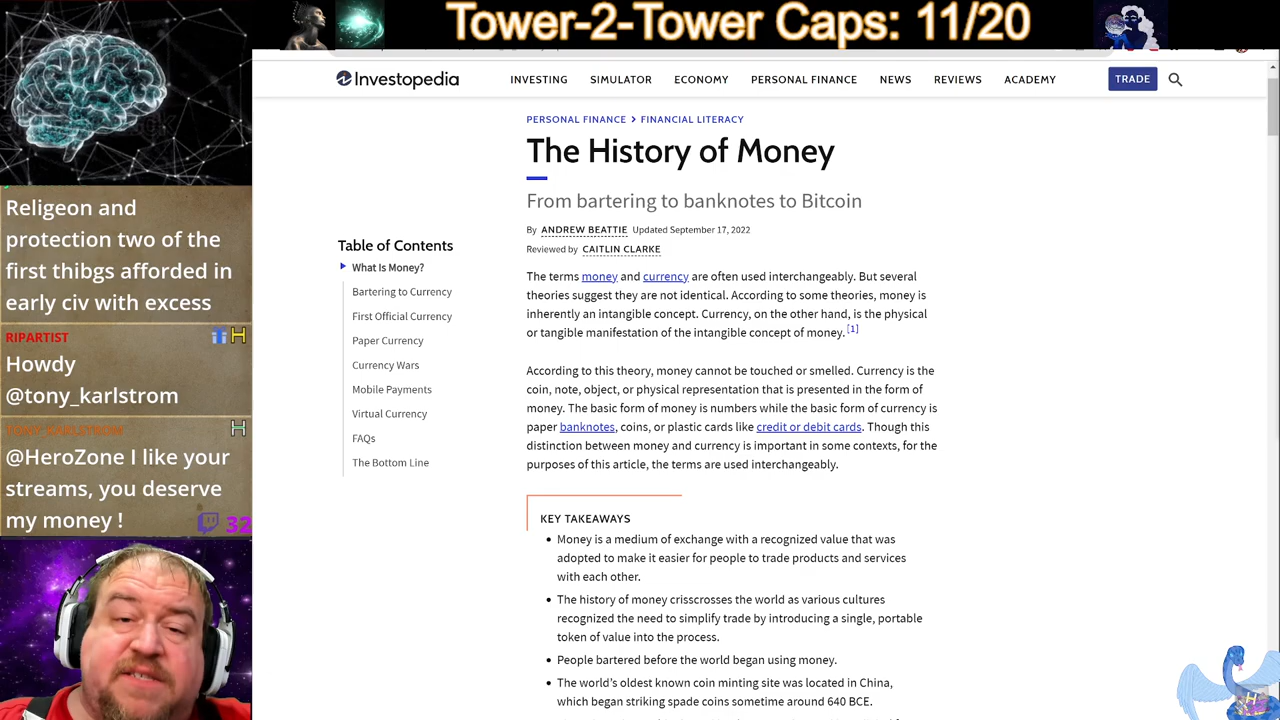 Tower-2-Tower Caps: 11/20
Religeon and
protection two of the
first thibgs afforded in
early civ with excess
RIPARTIST
H
Howdy
@tony_karlstrom
TONY_KARLSTROM
H
@HeroZone I like your
streams, you deserve
my money !
32
Investopedia
INVESTING
SIMULATOR
ECONOMY
PERSONAL FINANCE
NEWS
REVIEWS
ACADEMY
TRADE
PERSONAL FINANCE > FINANCIAL LITERACY
The History of Money
From bartering to banknotes to Bitcoin
By ANDREW BEATTIE Updated September 17, 2022
Reviewed by CAITLIN CLARKE
Table of Contents
What Is Money?
Bartering to Currency
First Official Currency
Paper Currency
Currency Wars
Mobile Payments
Virtual Currency
FAQs
The Bottom Line
The terms money and currency are often used interchangeably. But several
theories suggest they are not identical. According to some theories, money is
inherently an intangible concept. Currency, on the other hand, is the physical
or tangible manifestation of the intangible concept of money. [1]
According to this theory, money cannot be touched or smelled. Currency is the
coin, note, object, or physical representation that is presented in the form of
money. The basic form of money is numbers while the basic form of currency is
paper banknotes, coins, or plastic cards like credit or debit cards. Though this
distinction between money and currency is important in some contexts, for the
purposes of this article, the terms are used interchangeably.
KEY TAKEAWAYS
• Money is a medium of exchange with a recognized value that was
adopted to make it easier for people to trade products and services
with each other.
• The history of money crisscrosses the world as various cultures
recognized the need to simplify trade by introducing a single, portable
token of value into the process.
• People bartered before the world began using money.
• The world's oldest known coin minting site was located in China,
which began striking spade coins sometime around 640 BCE.
H